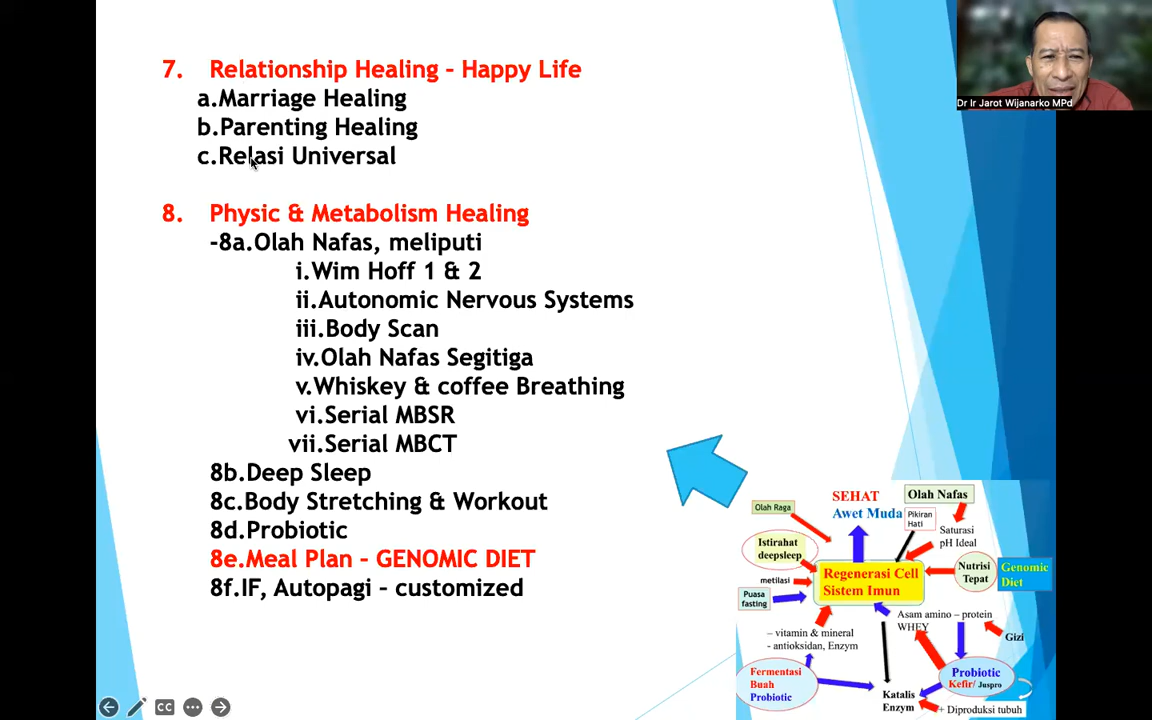 7. Relationship Healing - Happy Life
a.Marriage Healing
b.Parenting Healing
c.Relasi Universal
8. Physic & Metabolism Healing
-8a.Olah Nafas, meliputi
i.Wim Hoff 1 & 2
ii.Autonomic Nervous Systems
iii.Body Scan
iv.Olah Nafas Segitiga
v.Whiskey & coffee Breathing
vi.Serial MBSR
vii.Serial MBCT
8b.Deep Sleep
8c.Body Stretching & Workout
8d.Probiotic
8e.Meal Plan – GENOMIC DIET
8f.IF, Autopagi – customized
Dr Ir Jarot Wijanarko MPd
SEHAT
Awet Muda
Olah Nafas
Olah Raga
Pikiran
Hati
Saturasi
pH Ideal
Istirahat
deepsleep
Regenerasi Cell
Sistem Imun
Nutrisi
Tepat
Genomic
Diet
metilasi
Puasa
fasting
Asam amino – protein
WHEY
Gizi
– vitamin & mineral
- antioksidan, Enzym
Fermentasi
Buah
Probiotic
Probiotic
Kefir/ Juspro
Katalis
Enzym
+ Diproduksi tubuh
CC